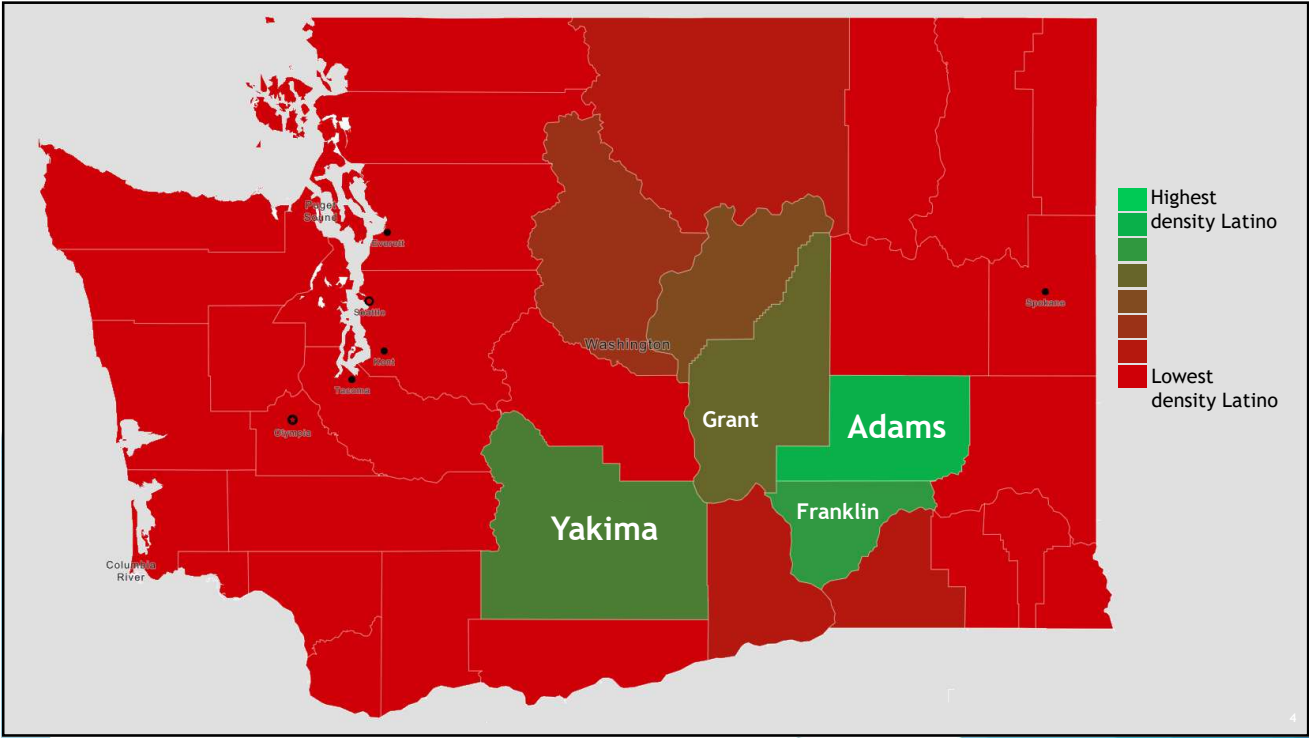 Puget
Sound
Everett
Seattle
Kent
Tacoma
Olympia
Columbia
River
Washington
Spokane
Grant
Adams
Yakima
Franklin
Highest
density Latino
Lowest
density Latino
4